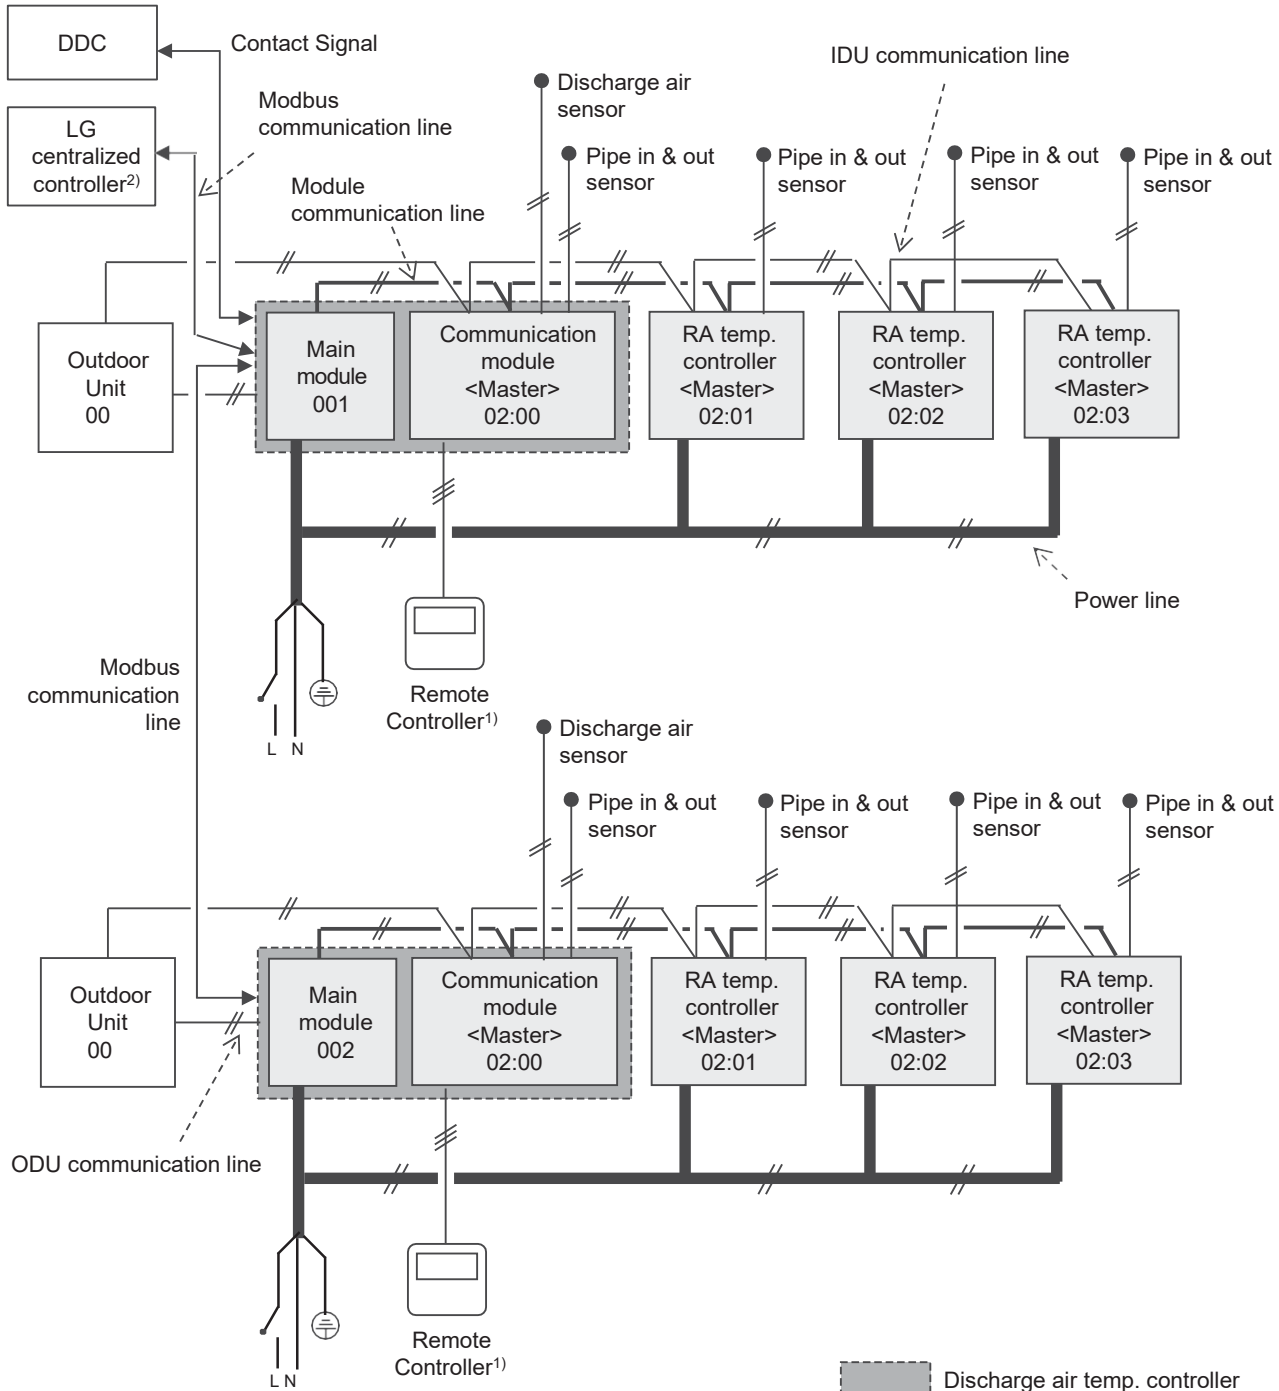 DDC
Contact Signal
IDU communication line
Discharge air
sensor
Modbus
communication line
LG
centralized
controller2)
Pipe in & out
sensor
Pipe in & out
sensor
Pipe in & out
sensor
Pipe in & out
sensor
Module
communication line
Outdoor
Unit
00
Main
module
001
Communication
module
<Master>
02:00
RA temp.
controller
<Master>
02:01
RA temp.
controller
<Master>
02:02
RA temp.
controller
<Master>
02:03
Power line
Modbus
communication
line
L N
Remote
Controller1)
Discharge air
sensor
Pipe in & out
sensor
Pipe in & out
sensor
Pipe in & out
sensor
Pipe in & out
sensor
Outdoor
Unit
00
Main
module
002
Communication
module
<Master>
02:00
RA temp.
controller
<Master>
02:01
RA temp.
controller
<Master>
02:02
RA temp.
controller
<Master>
02:03
ODU communication line
L N
Remote
Controller1)
Discharge air temp. controller